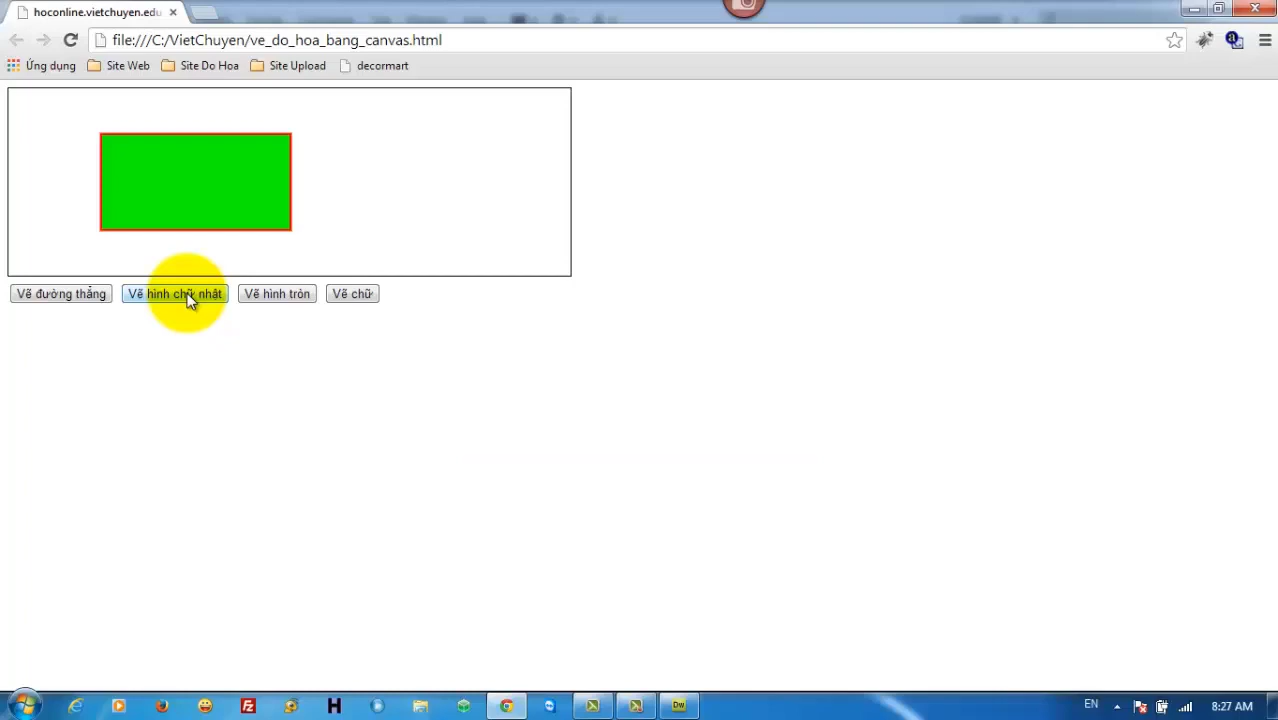 hoconline.vietchuyen.edu
file:///C:/VietChuyen/ve_do_hoa_bang_canvas.html
Ứng dụng Site Web Site Do Hoa Site Upload decormart
Vẽ đường thẳng Vẽ hình chữ nhật Vẽ hình tròn Vẽ chữ
EN 8:27 AM